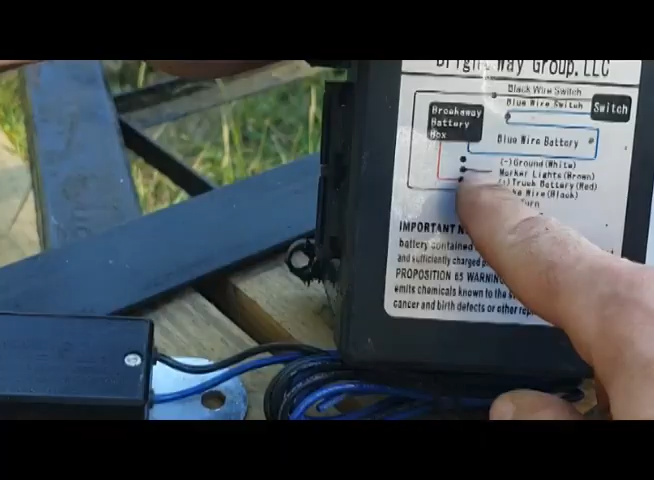 Bright Way Group, LLC
Black Wire Switch
Blue Wire Switch
Switch
Breakaway
Battery
Box
Blue Wire Battery
(-)Ground(White)
Marker Lights(Brown)
Truck Battery(Red)
Wire(Black)
IMPORTANT
battery contained
and sufficiently charged
PROPOSITION 65 WARNING
emits chemicals known to the
cancer and birth defects or other